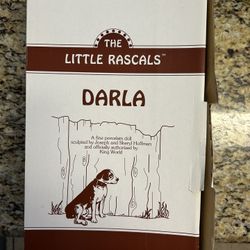 THE
LITTLE RASCALS™
DARLA
A fine porcelain doll
sculpted by Joseph and Sheryl Hoffman
and officially authorized by
King World